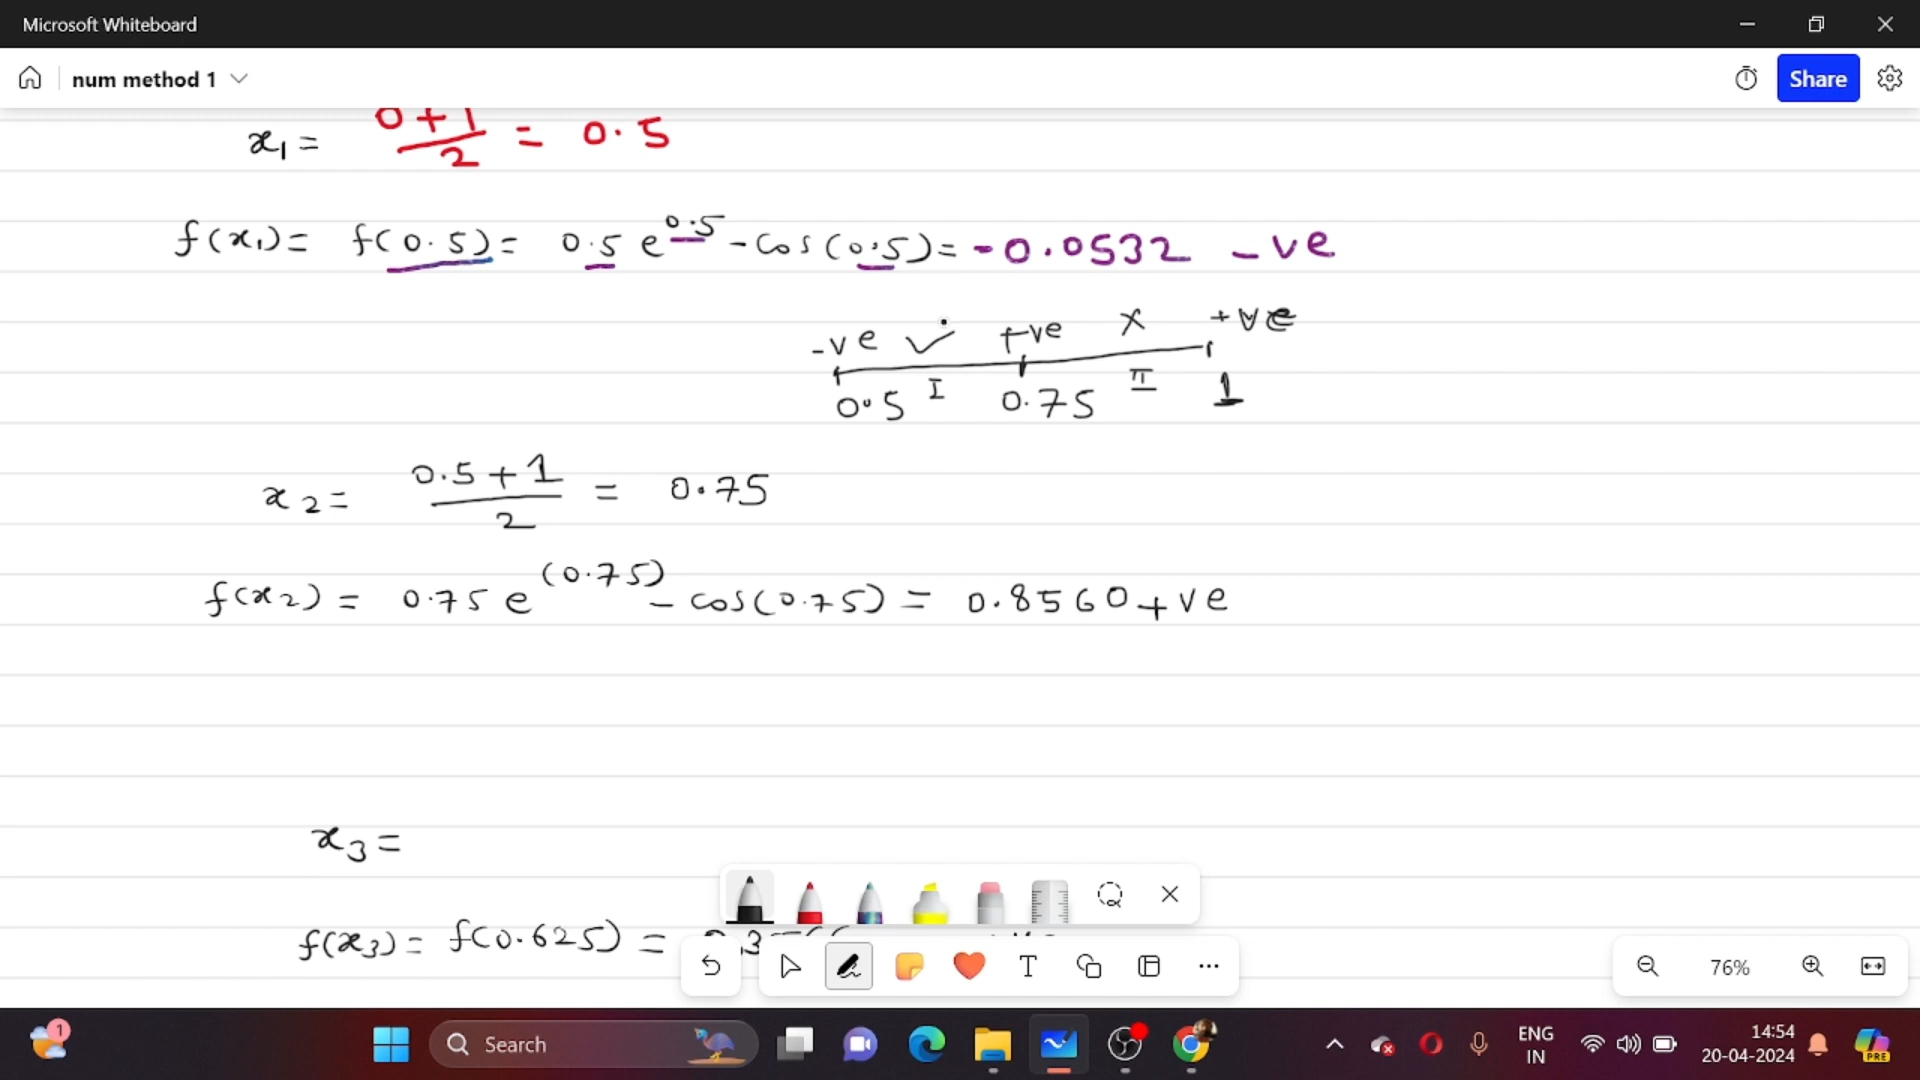 Microsoft Whiteboard
num method 1
Share
x₁ = (0+1)/2 = 0.5
f(x₁) = f(0.5) = 0.5 e^0.5 - cos(0.5) = -0.0532 -ve
-ve ✓ +ve X +ve
0.5 I 0.75 II 1
x₂ = (0.5+1)/2 = 0.75
f(x₂) = 0.75 e^(0.75) - cos(0.75) = 0.8560 +ve
x₃ =
f(x₃) = f(0.625) =
T
76%
1
Search
ENG
IN
14:54
20-04-2024
PRE